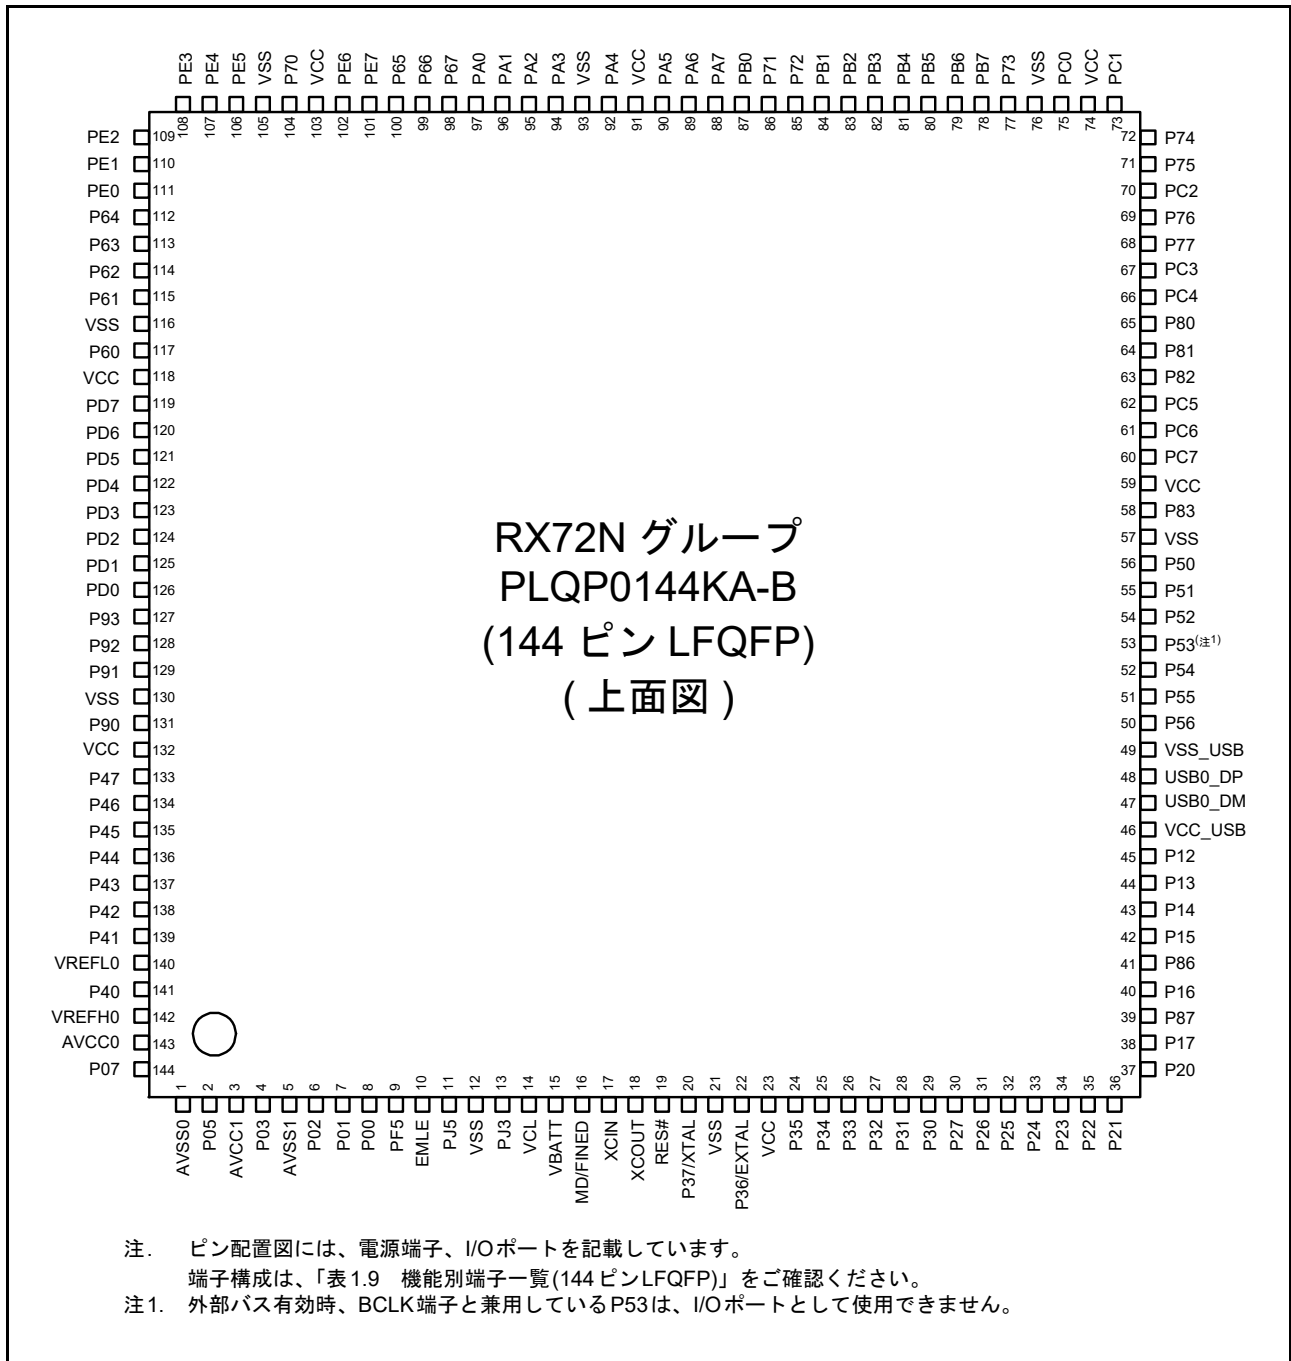 PE3 PE4 PE5 VSS P70 VCC PE6 PE7 P65 P66 P67 PA0 PA1 PA2 PA3 VSS PA4 VCC PA5 PA6 PA7 PB0 P71 P72 PB1 PB2 PB3 PB4 PB5 PB6 PB7 P73 VSS PC0 VCC PC1
108 107 106 105 104 103 102 101 100 99 98 97 96 95 94 93 92 91 90 89 88 87 86 85 84 83 82 81 80 79 78 77 76 75 74 73
PE2 109
PE1 110
PE0 111
P64 112
P63 113
P62 114
P61 115
VSS 116
P60 117
VCC 118
PD7 119
PD6 120
PD5 121
PD4 122
PD3 123
PD2 124
PD1 125
PD0 126
P93 127
P92 128
P91 129
VSS 130
P90 131
VCC 132
P47 133
P46 134
P45 135
P44 136
P43 137
P42 138
P41 139
VREFL0 140
P40 141
VREFH0 142
AVCC0 143
P07 144
RX72N グループ
PLQP0144KA-B
(144 ピン LFQFP)
( 上面図 )
72 P74
71 P75
70 PC2
69 P76
68 P77
67 PC3
66 PC4
65 P80
64 P81
63 P82
62 PC5
61 PC6
60 PC7
59 VCC
58 P83
57 VSS
56 P50
55 P51
54 P52
53 P53(注1)
52 P54
51 P55
50 P56
49 VSS_USB
48 USB0_DP
47 USB0_DM
46 VCC_USB
45 P12
44 P13
43 P14
42 P15
41 P86
40 P16
39 P87
38 P17
37 P20
1 2 3 4 5 6 7 8 9 10 11 12 13 14 15 16 17 18 19 20 21 22 23 24 25 26 27 28 29 30 31 32 33 34 35 36
AVSS0 P05 AVCC1 P03 AVSS1 P02 P01 P00 PF5 EMLE PJ5 VSS PJ3 VCL VBATT MD/FINED XCIN XCOUT RES# P37/XTAL VSS P36/EXTAL VCC P35 P34 P33 P32 P31 P30 P27 P26 P25 P24 P23 P22 P21
注. ピン配置図には、電源端子、I/Oポートを記載しています。
端子構成は、「表1.9 機能別端子一覧(144ピンLFQFP)」をご確認ください。
注1. 外部バス有効時、BCLK端子と兼用しているP53は、I/Oポートとして使用できません。